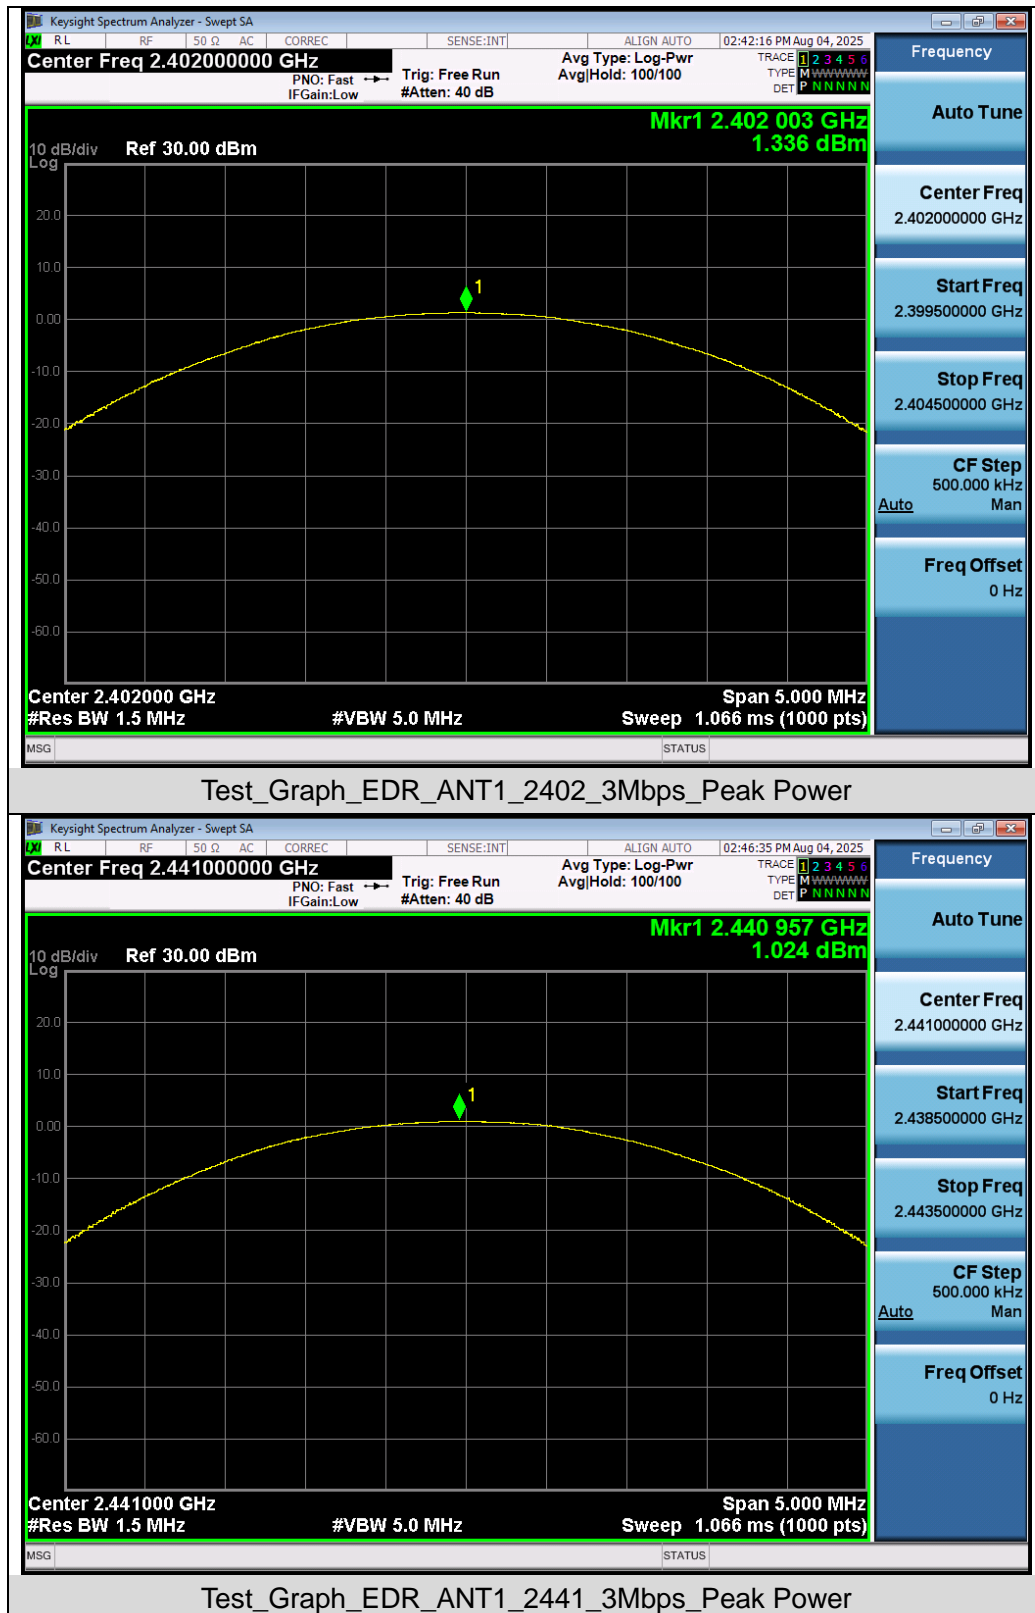 Keysight Spectrum Analyzer - Swept SA
LXI RL RF 50 Ω AC CORREC SENSE:INT ALIGN AUTO 02:42:16 PM Aug 04, 2025
Center Freq 2.402000000 GHz
PNO: Fast
IFGain:Low
Trig: Free Run
#Atten: 40 dB
Avg Type: Log-Pwr
Avg|Hold: 100/100
TRACE 1 2 3 4 5 6
TYPE M WWWWW
DET P N N N N N
Mkr1 2.402 003 GHz
1.336 dBm
10 dB/div Ref 30.00 dBm
Log
20.0
10.0
1
0.00
-10.0
-20.0
-30.0
-40.0
-50.0
-60.0
Center 2.402000 GHz Span 5.000 MHz
#Res BW 1.5 MHz #VBW 5.0 MHz Sweep 1.066 ms (1000 pts)
MSG STATUS
Frequency
Auto Tune
Center Freq
2.402000000 GHz
Start Freq
2.399500000 GHz
Stop Freq
2.404500000 GHz
CF Step
500.000 kHz
Auto Man
Freq Offset
0 Hz
Test_Graph_EDR_ANT1_2402_3Mbps_Peak Power
Keysight Spectrum Analyzer - Swept SA
LXI RL RF 50 Ω AC CORREC SENSE:INT ALIGN AUTO 02:46:35 PM Aug 04, 2025
Center Freq 2.441000000 GHz
PNO: Fast
IFGain:Low
Trig: Free Run
#Atten: 40 dB
Avg Type: Log-Pwr
Avg|Hold: 100/100
TRACE 1 2 3 4 5 6
TYPE M WWWWW
DET P N N N N N
Mkr1 2.440 957 GHz
1.024 dBm
10 dB/div Ref 30.00 dBm
Log
20.0
10.0
1
0.00
-10.0
-20.0
-30.0
-40.0
-50.0
-60.0
Center 2.441000 GHz Span 5.000 MHz
#Res BW 1.5 MHz #VBW 5.0 MHz Sweep 1.066 ms (1000 pts)
MSG STATUS
Frequency
Auto Tune
Center Freq
2.441000000 GHz
Start Freq
2.438500000 GHz
Stop Freq
2.443500000 GHz
CF Step
500.000 kHz
Auto Man
Freq Offset
0 Hz
Test_Graph_EDR_ANT1_2441_3Mbps_Peak Power